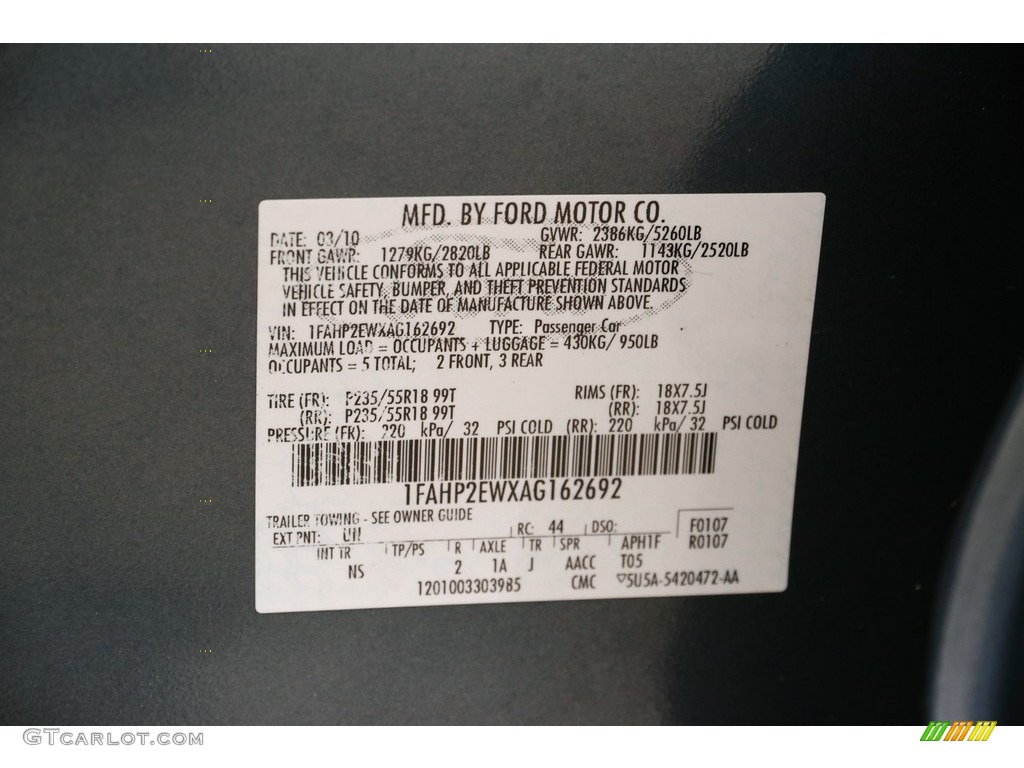 MFD. BY FORD MOTOR CO.
DATE: 03/10 GVWR: 2386KG/5260LB
FRONT GAWR: 1279KG/2820LB REAR GAWR: 1143KG/2520LB
THIS VEHICLE CONFORMS TO ALL APPLICABLE FEDERAL MOTOR
VEHICLE SAFETY, BUMPER, AND THEFT PREVENTION STANDARDS
IN EFFECT ON THE DATE OF MANUFACTURE SHOWN ABOVE.
VIN: 1FAHP2EWXAG162692 TYPE: Passenger Car
MAXIMUM LOAD = OCCUPANTS + LUGGAGE = 430KG/ 950LB
OCCUPANTS = 5 TOTAL; 2 FRONT, 3 REAR
TIRE (FR): P235/55R18 99T RIMS (FR): 18X7.5J
(RR): P235/55R18 99T (RR): 18X7.5J
PRESSURE (FR): 220 kPa/ 32 PSI COLD (RR): 220 kPa/ 32 PSI COLD
1FAHP2EWXAG162692
TRAILER TOWING - SEE OWNER GUIDE
EXT PNT: UN RC: 44 DSO: F0107
R0107
INT TR TP/PS R AXLE TR SPR APH1F
NS 2 1A J AACC T05
1201003303985 CMC ▽5U5A-5420472-AA
GTcarlot.com